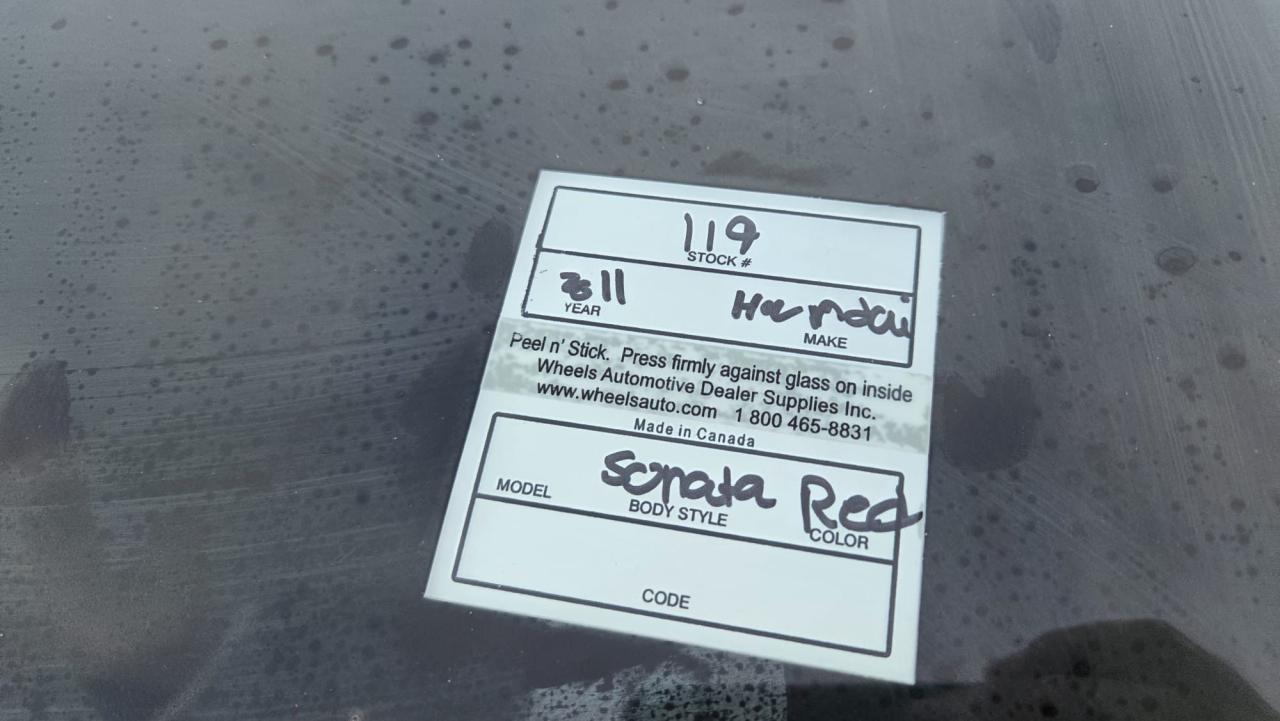 119
STOCK #
2011
YEAR MAKE
Peel n' Stick. Press firmly against glass on inside
Wheels Automotive Dealer Supplies Inc.
www.wheelsauto.com 1 800 465-8831
Made in Canada
Sonata Red
MODEL BODY STYLE COLOR
CODE